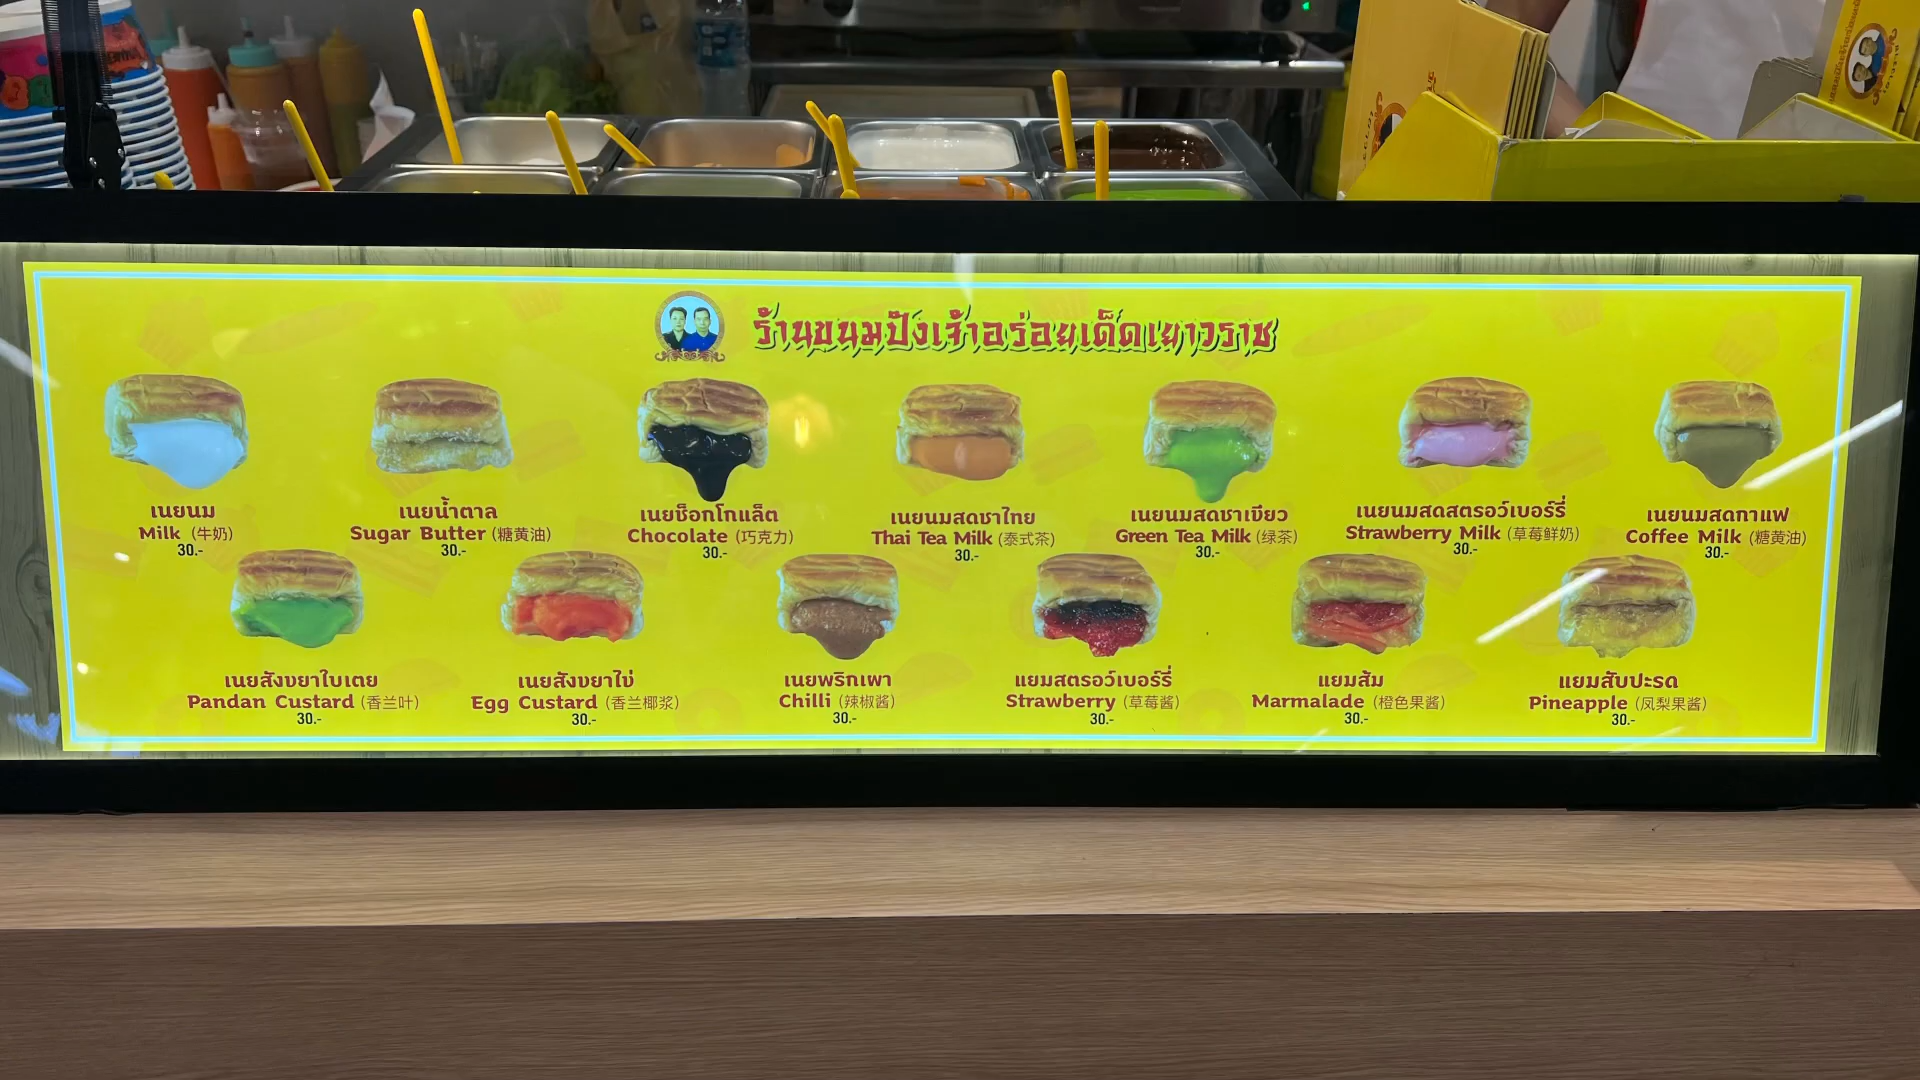 ร้านขนมปังเจ้าอร่อยเด็ดเยาวราช
เนยนม
Milk (牛奶)
30.-
เนยน้ำตาล
Sugar Butter (糖黄油)
30.-
เนยช็อกโกแล็ต
Chocolate (巧克力)
30.-
เนยนมสดชาไทย
Thai Tea Milk (泰式茶)
30.-
เนยนมสดชาเขียว
Green Tea Milk (绿茶)
30.-
เนยนมสดสตรอว์เบอร์รี่
Strawberry Milk (草莓鲜奶)
30.-
เนยนมสดกาแฟ
Coffee Milk (糖黄油)
30.-
เนยสังขยาใบเตย
Pandan Custard (香兰叶)
30.-
เนยสังขยาไข่
Egg Custard (香兰椰浆)
30.-
เนยพริกเผา
Chilli (辣椒酱)
30.-
แยมสตรอว์เบอร์รี่
Strawberry (草莓酱)
30.-
แยมส้ม
Marmalade (橙色果酱)
30.-
แยมสับปะรด
Pineapple (凤梨果酱)
30.-